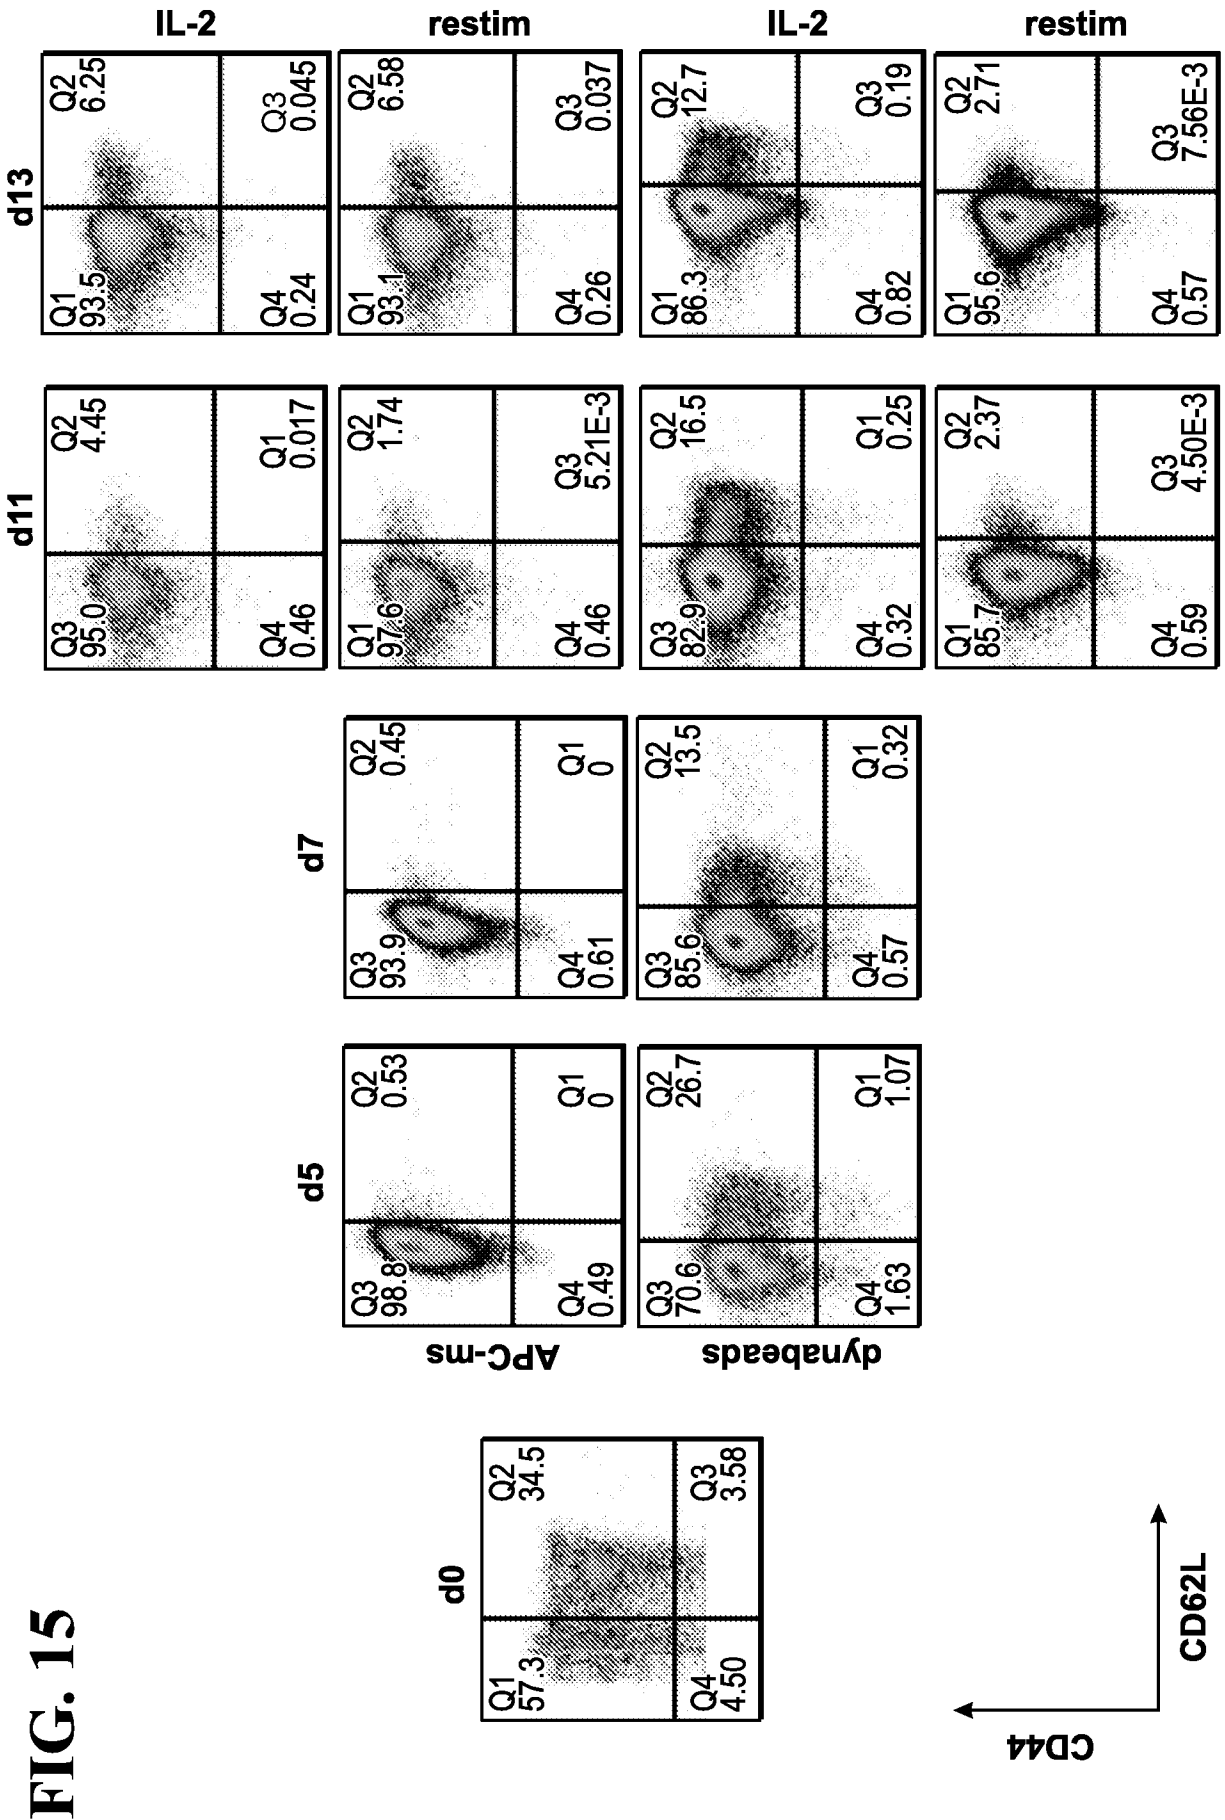 FIG. 15
d0
Q1
57.3
Q2
34.5
Q4
4.50
Q3
3.58
CD44
CD62L
d5
d7
d11
d13
APC-ms
Q3
98.8
Q2
0.53
Q4
0.49
Q1
0
Q3
93.9
Q2
0.45
Q4
0.61
Q1
0
Q3
95.0
Q2
4.45
Q4
0.46
Q1
0.017
Q1
93.5
Q2
6.25
Q4
0.24
Q3
0.045
IL-2
Q1
97.6
Q2
1.74
Q4
0.46
Q3
5.21E-3
Q1
93.1
Q2
6.58
Q4
0.26
Q3
0.037
restim
dynabeads
Q3
70.6
Q2
26.7
Q4
1.63
Q1
1.07
Q3
85.6
Q2
13.5
Q4
0.57
Q1
0.32
Q3
82.9
Q2
16.5
Q4
0.32
Q1
0.25
Q1
86.3
Q2
12.7
Q4
0.82
Q3
0.19
IL-2
Q1
85.7
Q2
2.37
Q4
0.59
Q3
4.50E-3
Q1
95.6
Q2
2.71
Q4
0.57
Q3
7.56E-3
restim